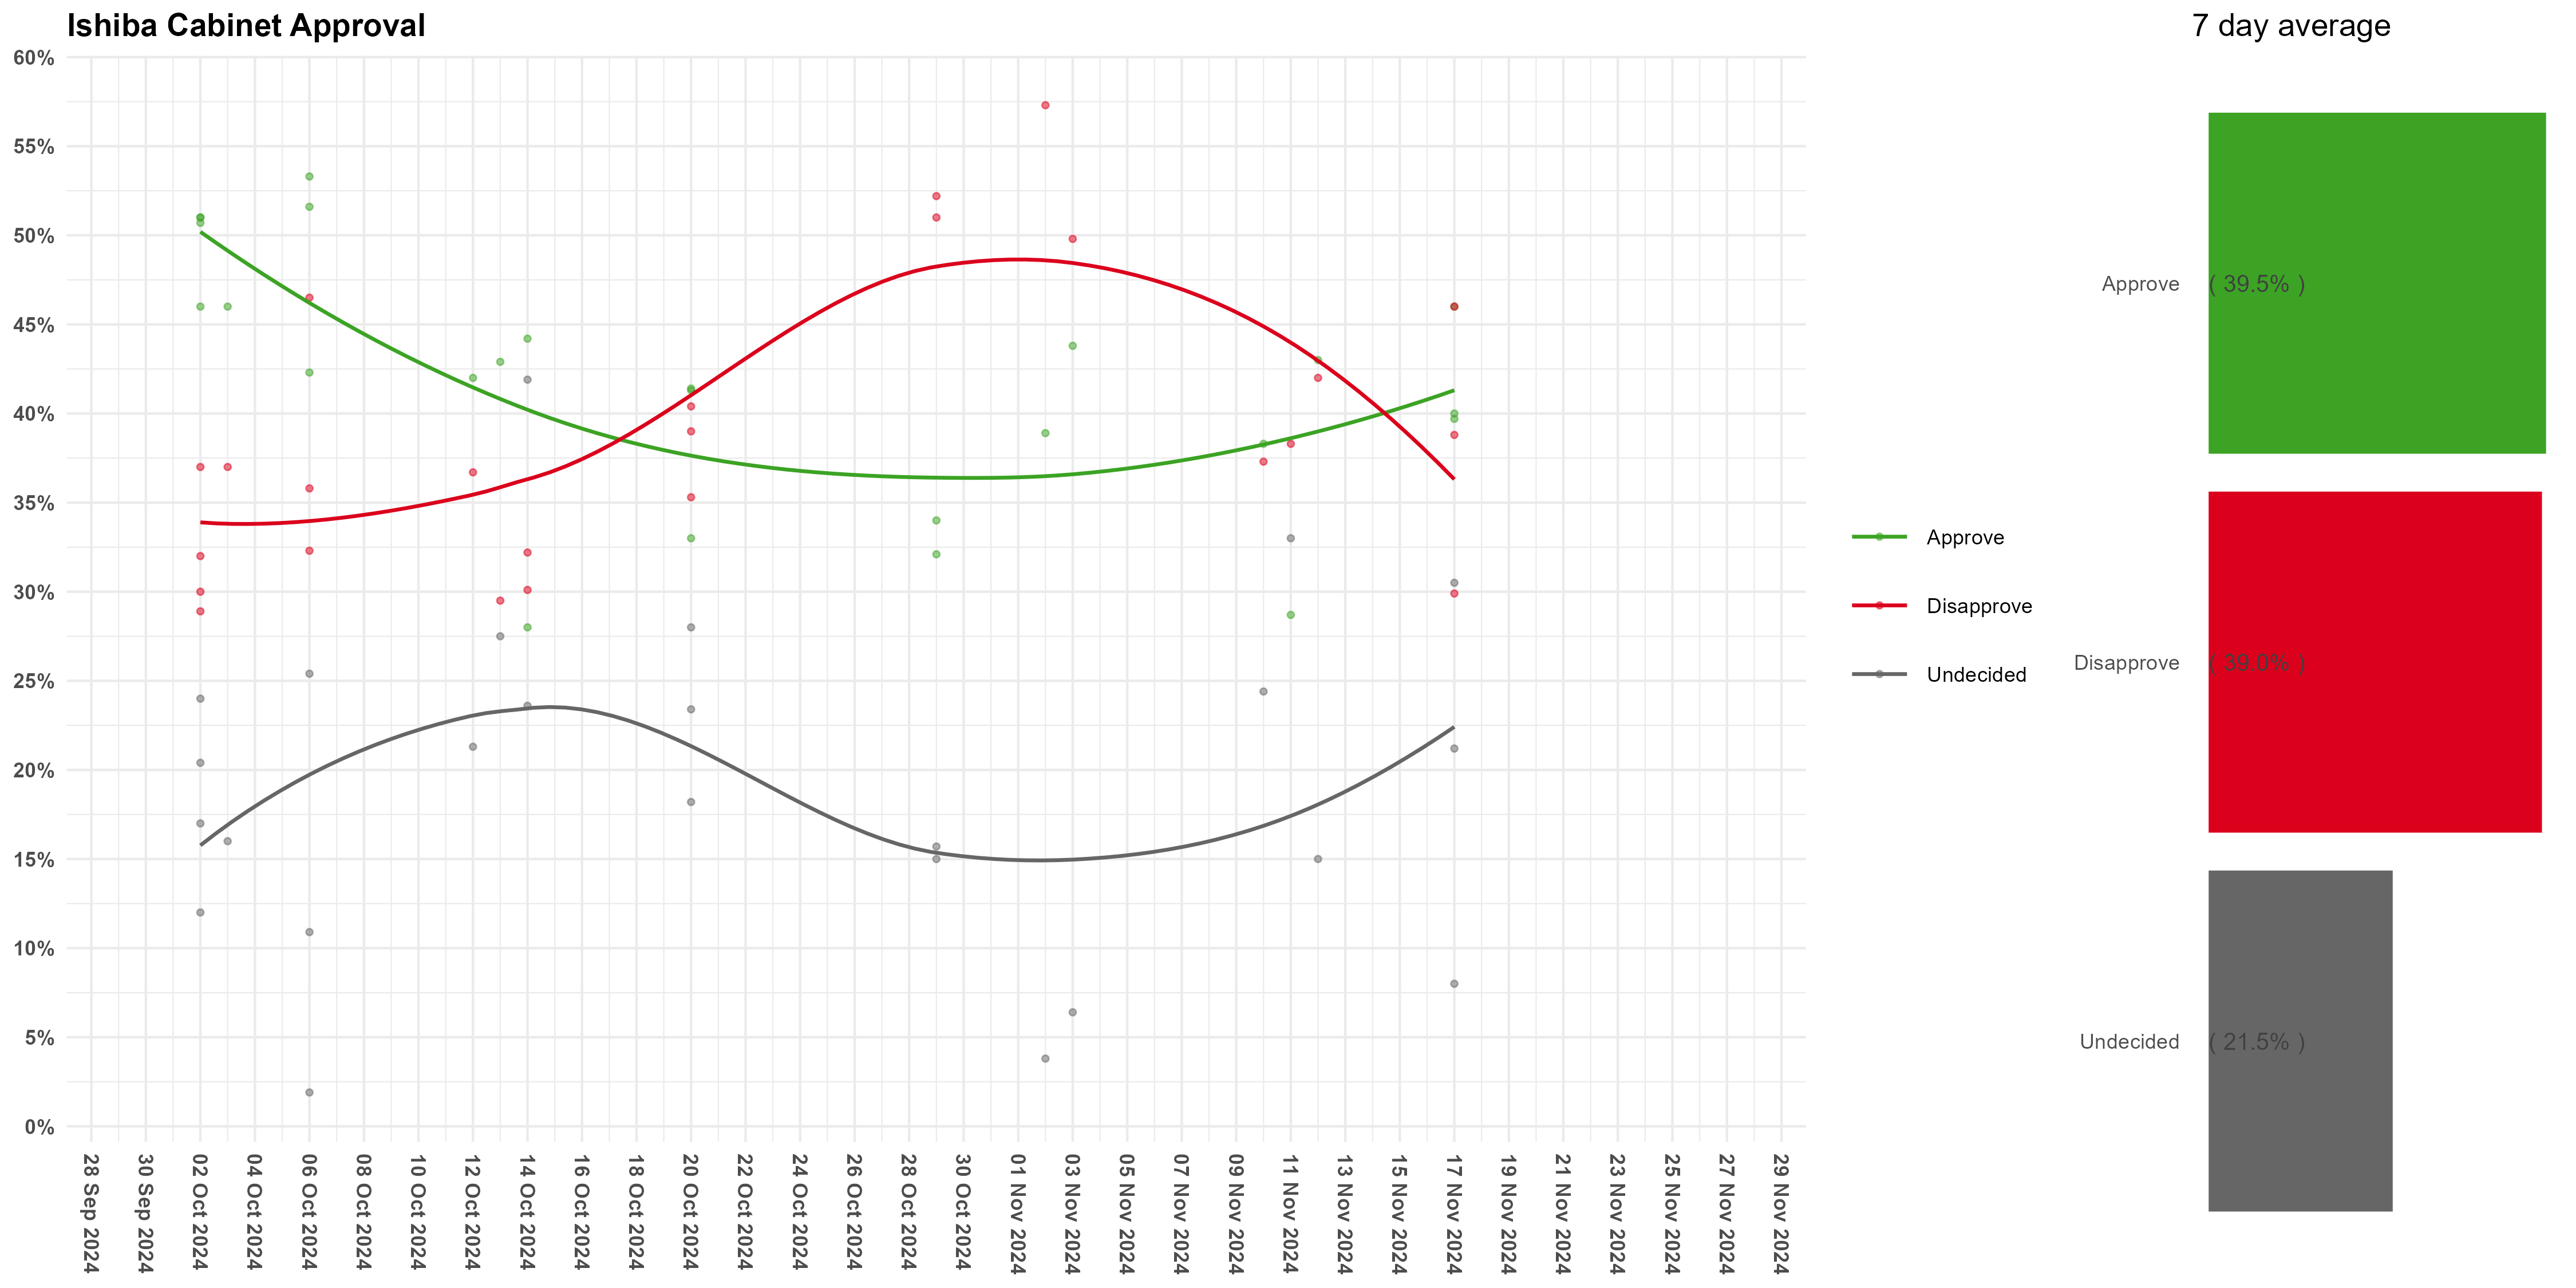 Ishiba Cabinet Approval
7 day average
60%
55%
50%
45%
40%
35%
30%
25%
20%
15%
10%
5%
0%
28 Sep 2024
30 Sep 2024
02 Oct 2024
04 Oct 2024
06 Oct 2024
08 Oct 2024
10 Oct 2024
12 Oct 2024
14 Oct 2024
16 Oct 2024
18 Oct 2024
20 Oct 2024
22 Oct 2024
24 Oct 2024
26 Oct 2024
28 Oct 2024
30 Oct 2024
01 Nov 2024
03 Nov 2024
05 Nov 2024
07 Nov 2024
09 Nov 2024
11 Nov 2024
13 Nov 2024
15 Nov 2024
17 Nov 2024
19 Nov 2024
21 Nov 2024
23 Nov 2024
25 Nov 2024
27 Nov 2024
29 Nov 2024
Approve
Disapprove
Undecided
Approve ( 39.5% )
Disapprove ( 39.0% )
Undecided ( 21.5% )